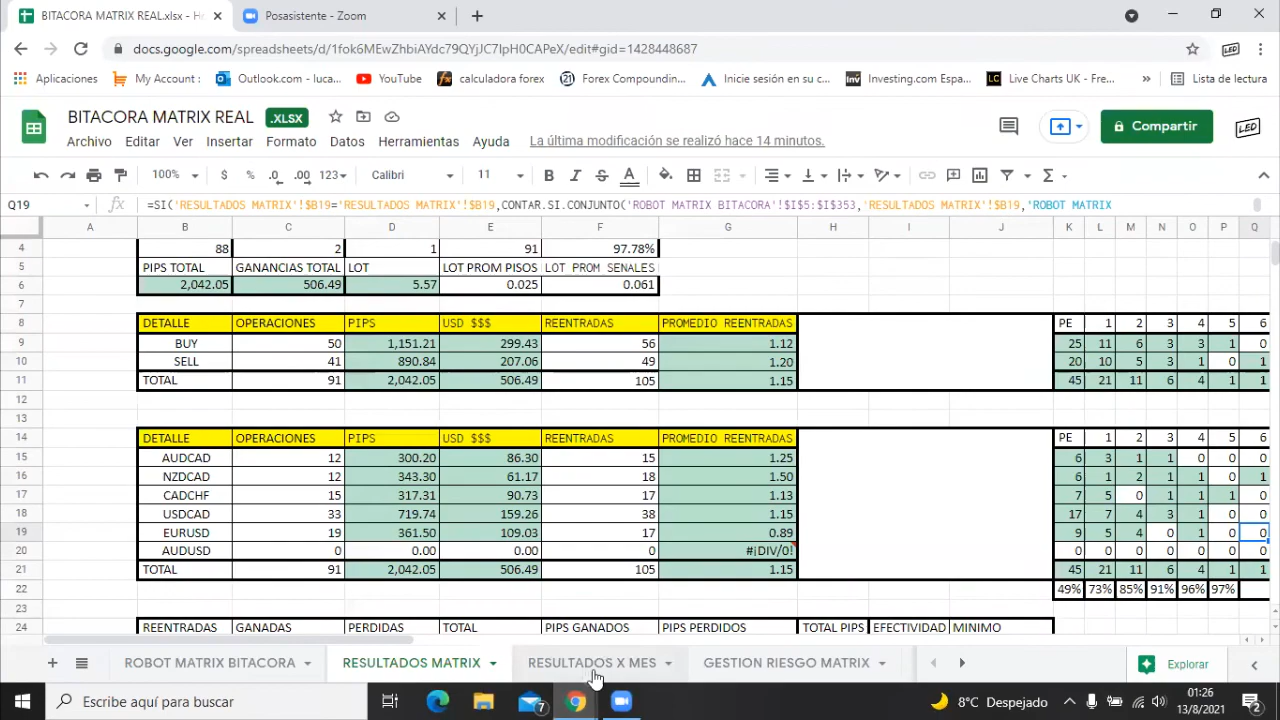 BITACORA MATRIX REAL.xlsx - H
Posasistente - Zoom
docs.google.com/spreadsheets/d/1fok6MEwZhbiAYdc79QYjJC7IpH0CAPeX/edit#gid=1428448687
Aplicaciones My Account : Outlook.com - luca... YouTube calculadora forex Forex Compoundin... Inicie sesión en su c... Investing.com Espa... Live Charts UK - Fre... » Lista de lectura
BITACORA MATRIX REAL .XLSX
Compartir
Archivo Editar Ver Insertar Formato Datos Herramientas Ayuda La última modificación se realizó hace 14 minutos.
100% $ % .0 .00 123 Calibri 11 B I S A Σ
Q19 fx =SI('RESULTADOS MATRIX'!$B19='RESULTADOS MATRIX'!$B19,CONTAR.SI.CONJUNTO('ROBOT MATRIX BITACORA'!$I$5:$I$353,'RESULTADOS MATRIX'!$B19,'ROBOT MATRIX
A B C D E F G H I J K L M N O P Q
4 88 2 1 91 97.78%
5 PIPS TOTAL GANANCIAS TOTAL LOT LOT PROM PISOS LOT PROM SENALES
6 2,042.05 506.49 5.57 0.025 0.061
7
8 DETALLE OPERACIONES PIPS USD $$$ REENTRADAS PROMEDIO REENTRADAS PE 1 2 3 4 5 6
9 BUY 50 1,151.21 299.43 56 1.12 25 11 6 3 3 1 0
10 SELL 41 890.84 207.06 49 1.20 20 10 5 3 1 0 1
11 TOTAL 91 2,042.05 506.49 105 1.15 45 21 11 6 4 1 1
12
13
14 DETALLE OPERACIONES PIPS USD $$$ REENTRADAS PROMEDIO REENTRADAS PE 1 2 3 4 5 6
15 AUDCAD 12 300.20 86.30 15 1.25 6 3 1 1 0 0 0
16 NZDCAD 12 343.30 61.17 18 1.50 6 1 2 1 1 0 1
17 CADCHF 15 317.31 90.73 17 1.13 7 5 0 1 1 1 0
18 USDCAD 33 719.74 159.26 38 1.15 17 7 4 3 1 0 0
19 EURUSD 19 361.50 109.03 17 0.89 9 5 4 0 1 0 0
20 AUDUSD 0 0.00 0.00 0 #¡DIV/0! 0 0 0 0 0 0 0
21 TOTAL 91 2,042.05 506.49 105 1.15 45 21 11 6 4 1 1
22 49% 73% 85% 91% 96% 97%
23
24 REENTRADAS GANADAS PERDIDAS TOTAL PIPS GANADOS PIPS PERDIDOS TOTAL PIPS EFECTIVIDAD MINIMO
ROBOT MATRIX BITACORA RESULTADOS MATRIX RESULTADOS X MES GESTION RIESGO MATRIX Explorar
Escribe aquí para buscar 7 8°C Despejado 01:26
13/8/2021 2